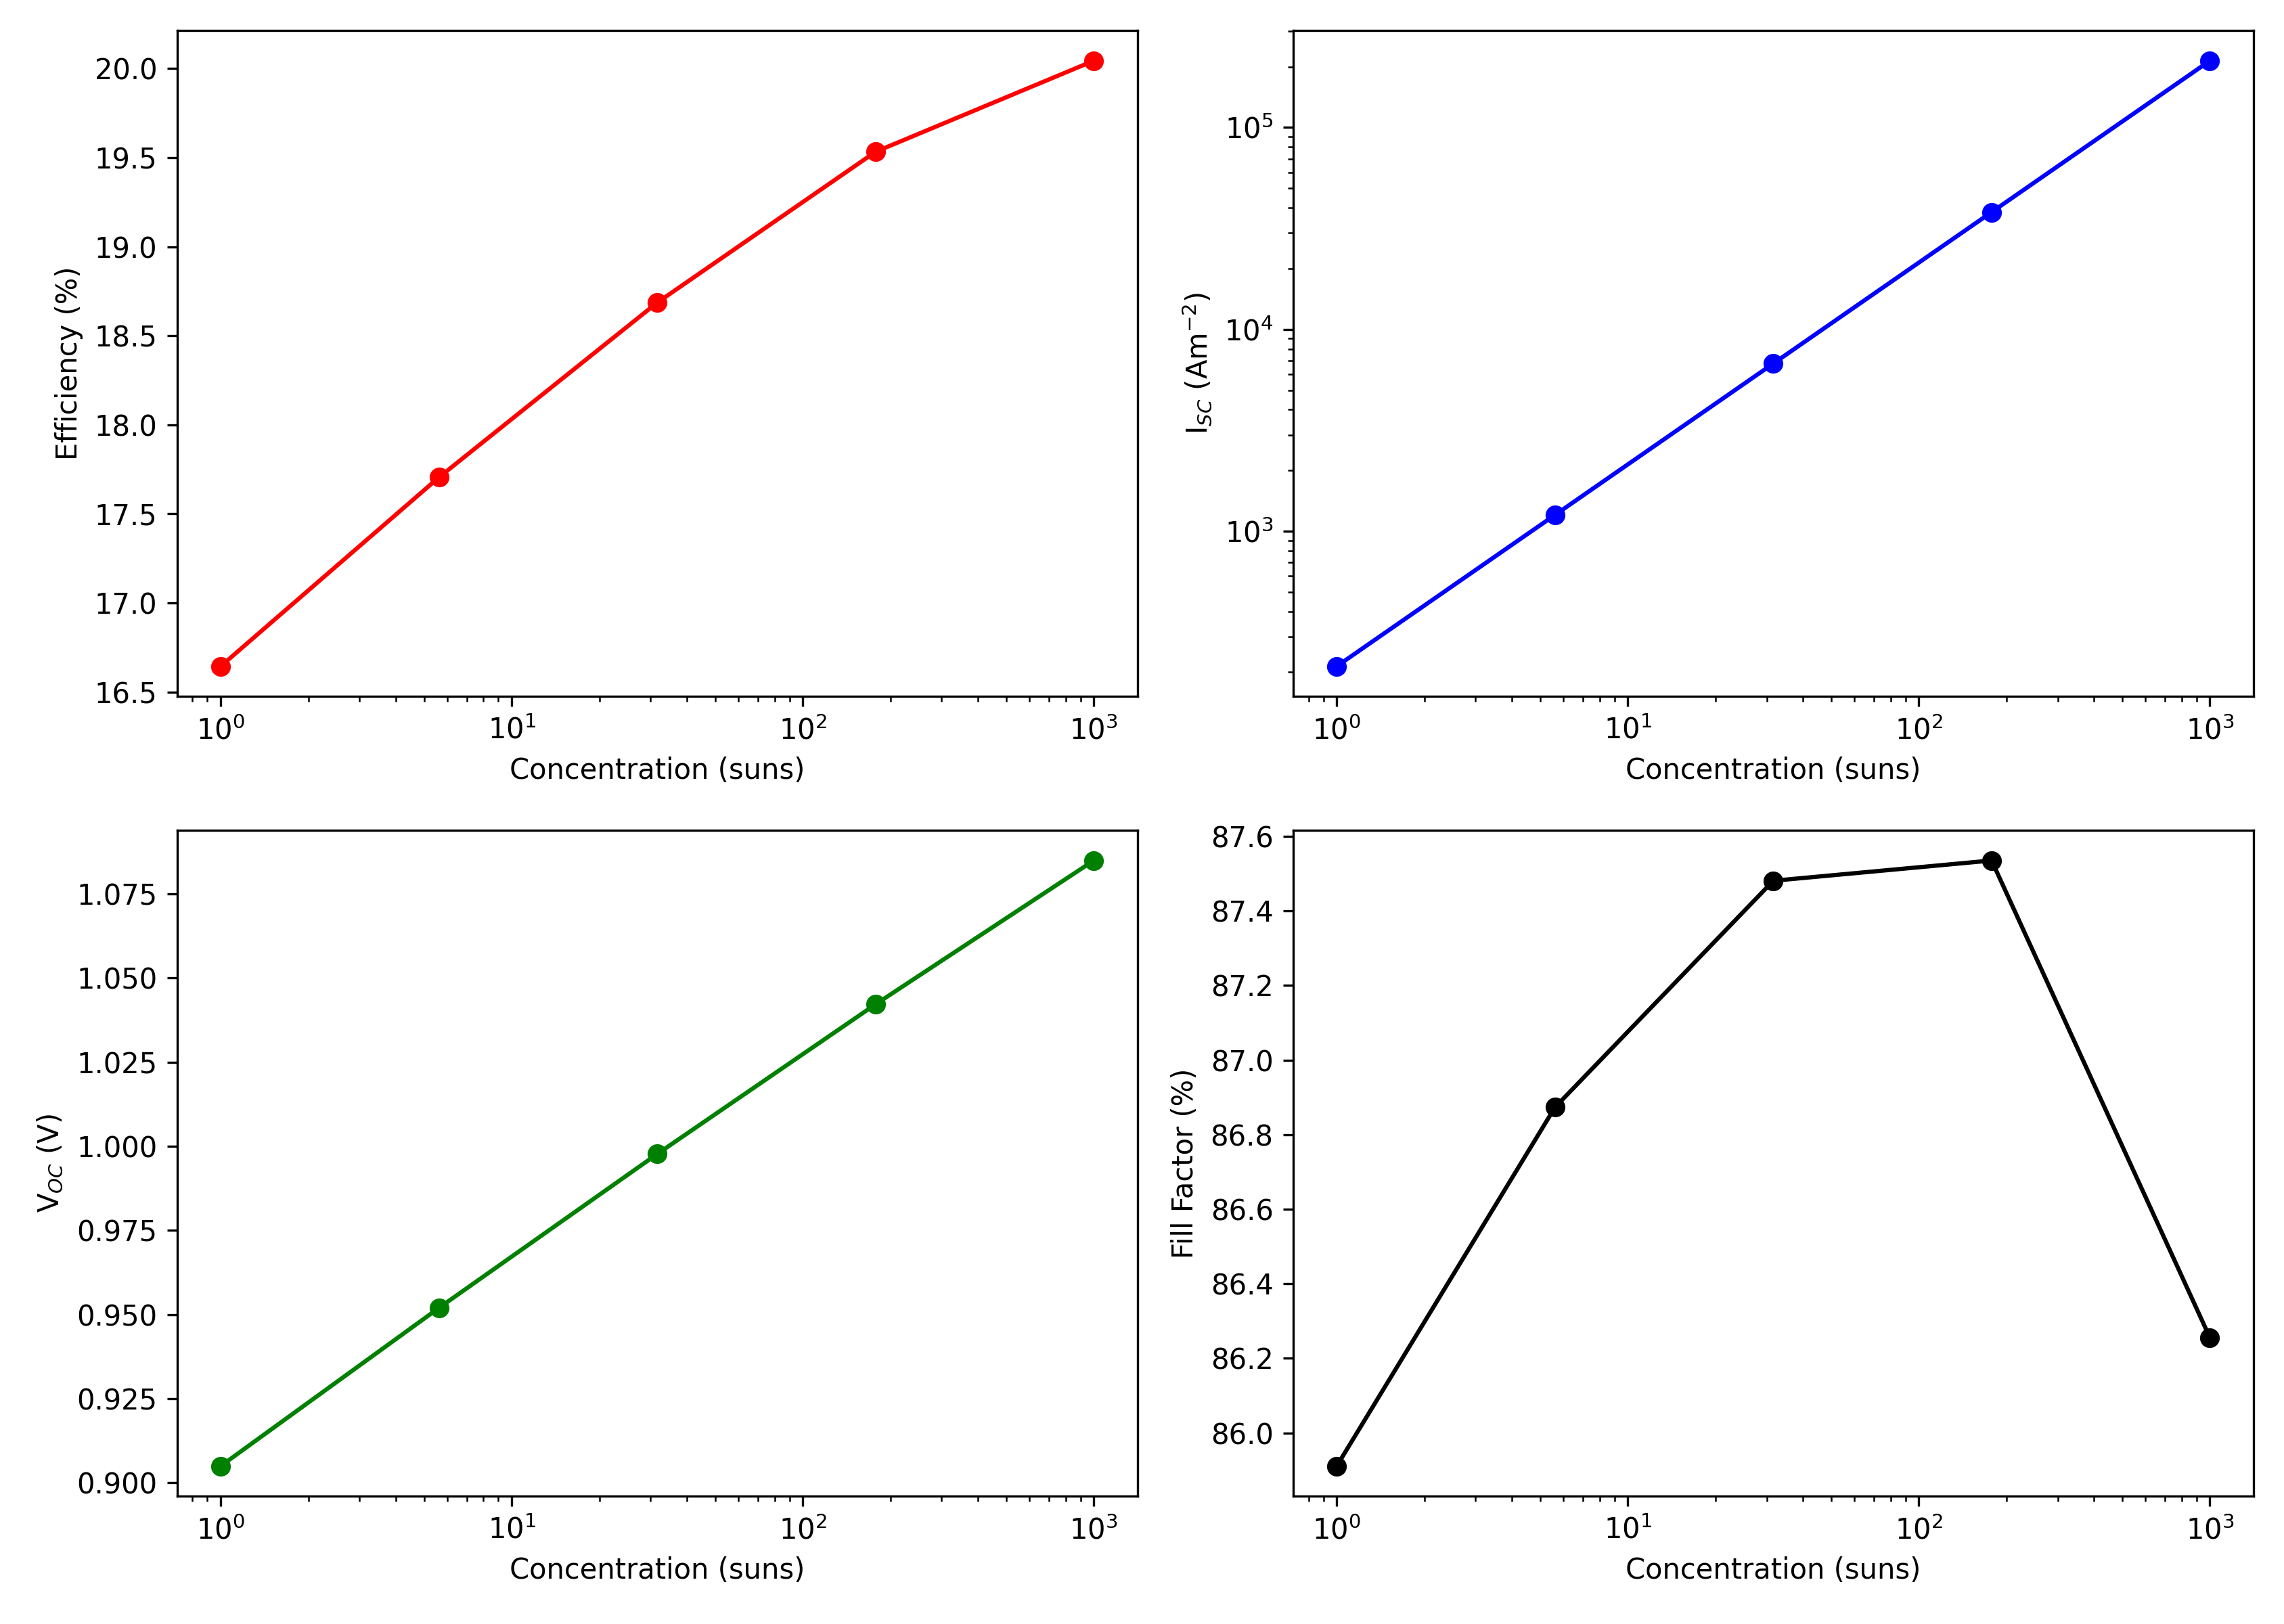 Efficiency (%)
20.0
19.5
19.0
18.5
18.0
17.5
17.0
16.5
10⁰ 10¹ 10² 10³
Concentration (suns)
I_SC (Am⁻²)
10⁵
10⁴
10³
10⁰ 10¹ 10² 10³
Concentration (suns)
V_OC (V)
1.075
1.050
1.025
1.000
0.975
0.950
0.925
0.900
10⁰ 10¹ 10² 10³
Concentration (suns)
Fill Factor (%)
87.6
87.4
87.2
87.0
86.8
86.6
86.4
86.2
86.0
10⁰ 10¹ 10² 10³
Concentration (suns)